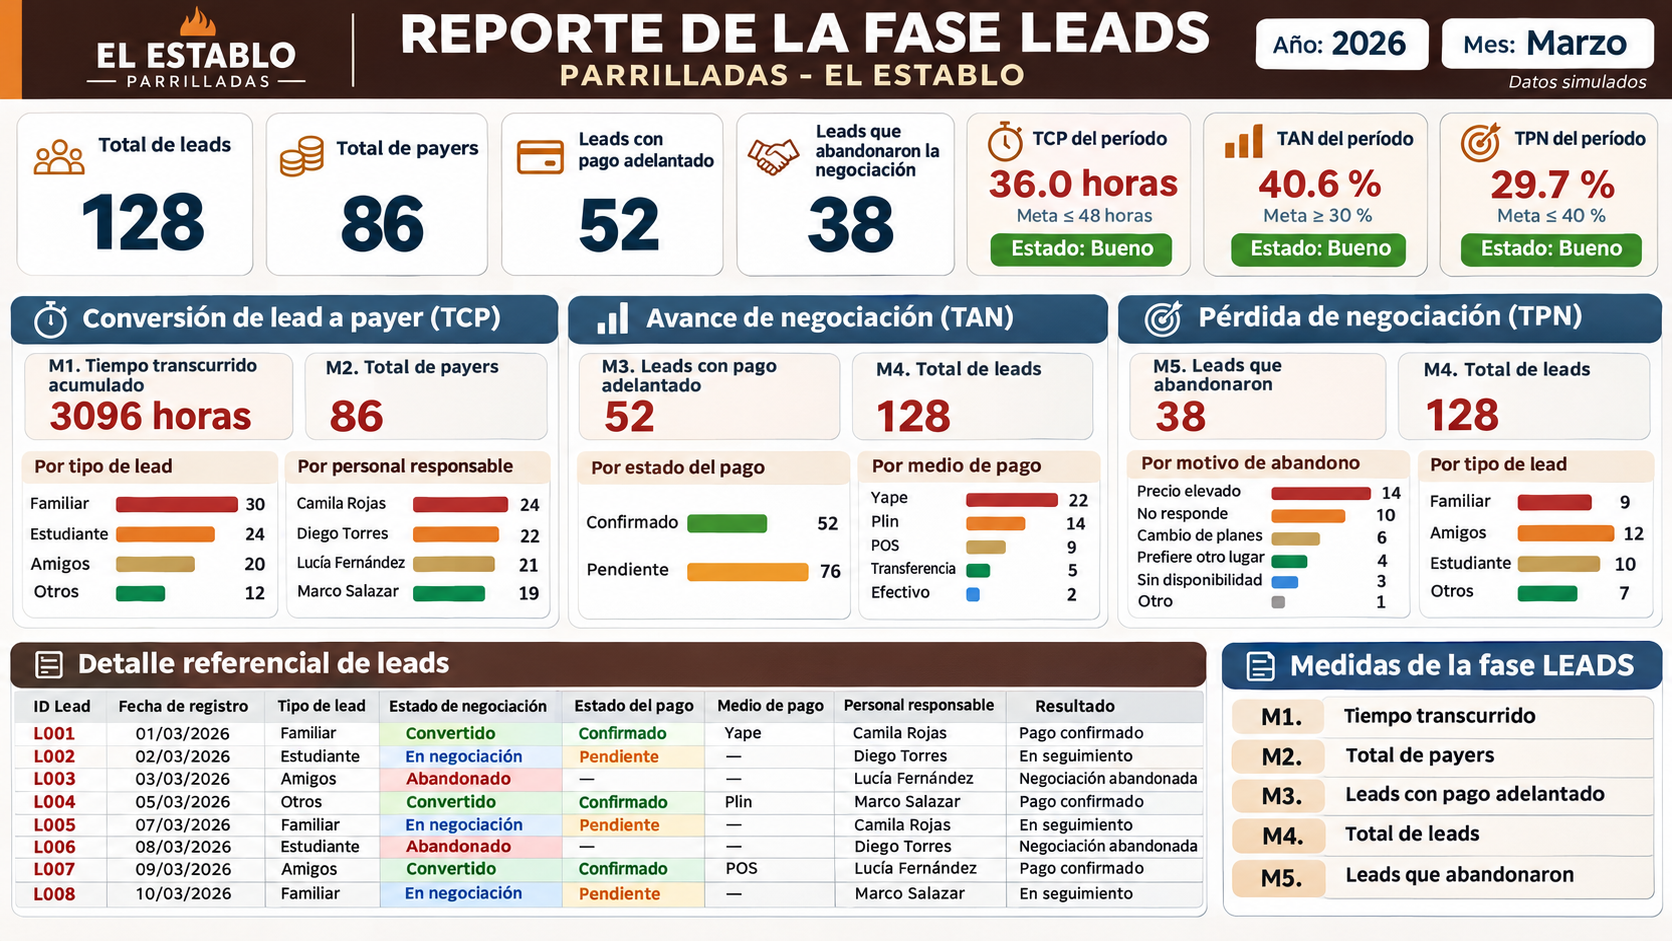 EL ESTABLO
PARRILLADAS
REPORTE DE LA FASE LEADS
PARRILLADAS - EL ESTABLO
Año: 2026
Mes: Marzo
Datos simulados
Total de leads
128
Total de payers
86
Leads con
pago adelantado
52
Leads que
abandonaron la
negociación
38
TCP del período
36.0 horas
Meta ≤ 48 horas
Estado: Bueno
TAN del período
40.6 %
Meta ≥ 30 %
Estado: Bueno
TPN del período
29.7 %
Meta ≤ 40 %
Estado: Bueno
Conversión de lead a payer (TCP)
M1. Tiempo transcurrido
acumulado
3096 horas
M2. Total de payers
86
Por tipo de lead
Familiar 30
Estudiante 24
Amigos 20
Otros 12
Por personal responsable
Camila Rojas 24
Diego Torres 22
Lucía Fernández 21
Marco Salazar 19
Avance de negociación (TAN)
M3. Leads con pago
adelantado
52
M4. Total de leads
128
Por estado del pago
Confirmado 52
Pendiente 76
Por medio de pago
Yape 22
Plin 14
POS 9
Transferencia 5
Efectivo 2
Pérdida de negociación (TPN)
M5. Leads que
abandonaron
38
M4. Total de leads
128
Por motivo de abandono
Precio elevado 14
No responde 10
Cambio de planes 6
Prefiere otro lugar 4
Sin disponibilidad 3
Otro 1
Por tipo de lead
Familiar 9
Amigos 12
Estudiante 10
Otros 7
Detalle referencial de leads
ID Lead Fecha de registro Tipo de lead Estado de negociación Estado del pago Medio de pago Personal responsable Resultado
L001 01/03/2026 Familiar Convertido Confirmado Yape Camila Rojas Pago confirmado
L002 02/03/2026 Estudiante En negociación Pendiente — Diego Torres En seguimiento
L003 03/03/2026 Amigos Abandonado — — Lucía Fernández Negociación abandonada
L004 05/03/2026 Otros Convertido Confirmado Plin Marco Salazar Pago confirmado
L005 07/03/2026 Familiar En negociación Pendiente — Camila Rojas En seguimiento
L006 08/03/2026 Estudiante Abandonado — — Diego Torres Negociación abandonada
L007 09/03/2026 Amigos Convertido Confirmado POS Lucía Fernández Pago confirmado
L008 10/03/2026 Familiar En negociación Pendiente — Marco Salazar En seguimiento
Medidas de la fase LEADS
M1. Tiempo transcurrido
M2. Total de payers
M3. Leads con pago adelantado
M4. Total de leads
M5. Leads que abandonaron